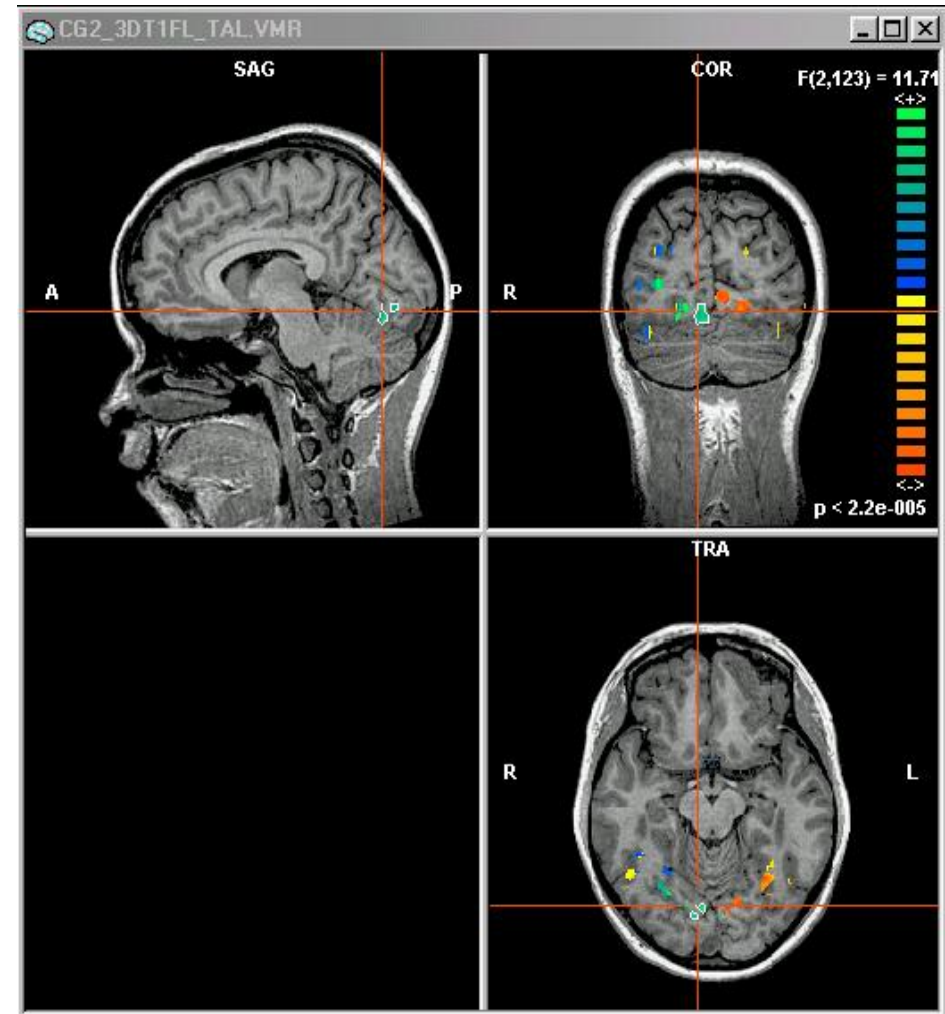 CG2_3DT1FL_TAL.VMR
SAG
A
P
COR
R
F(2,123) = 11.71
<+>
<->
p < 2.2e-005
TRA
R
L